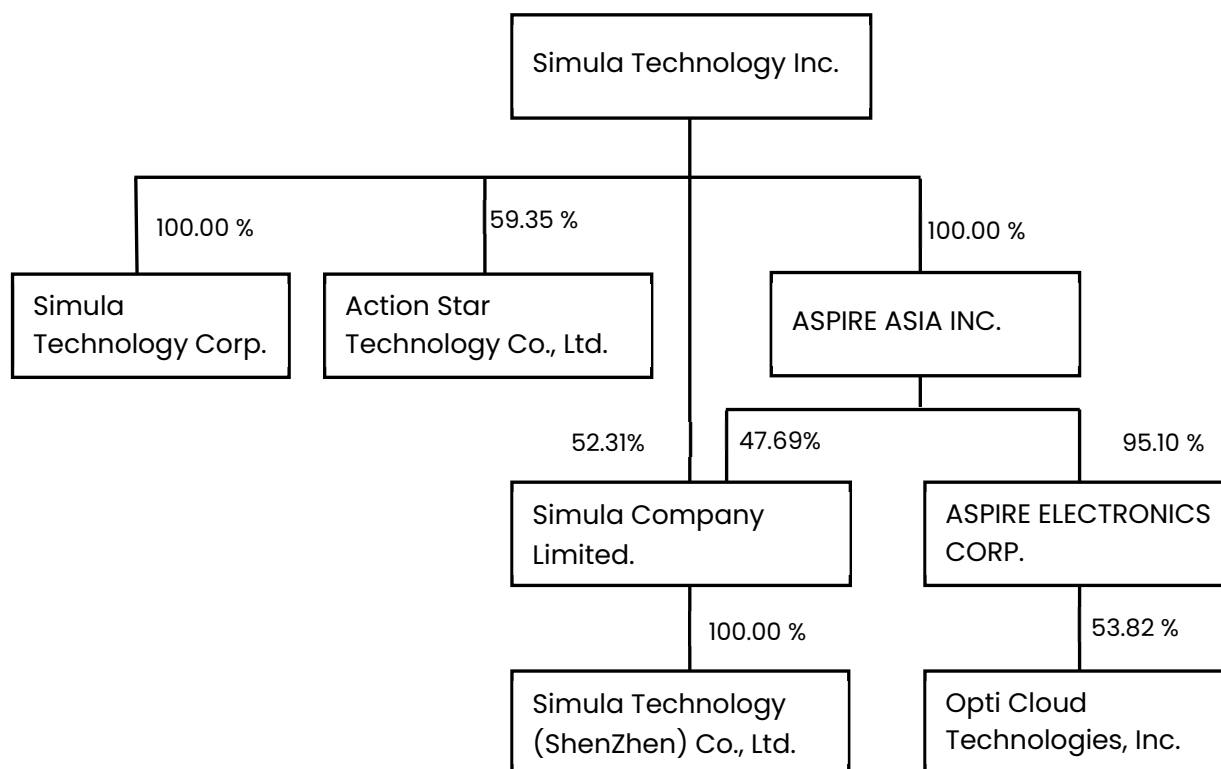 Simula Technology Inc.
100.00 %
59.35 %
100.00 %
Simula
Technology Corp.
Action Star
Technology Co., Ltd.
ASPIRE ASIA INC.
52.31%
47.69%
95.10 %
Simula Company
Limited.
ASPIRE ELECTRONICS
CORP.
100.00 %
53.82 %
Simula Technology
(ShenZhen) Co., Ltd.
Opti Cloud
Technologies, Inc.